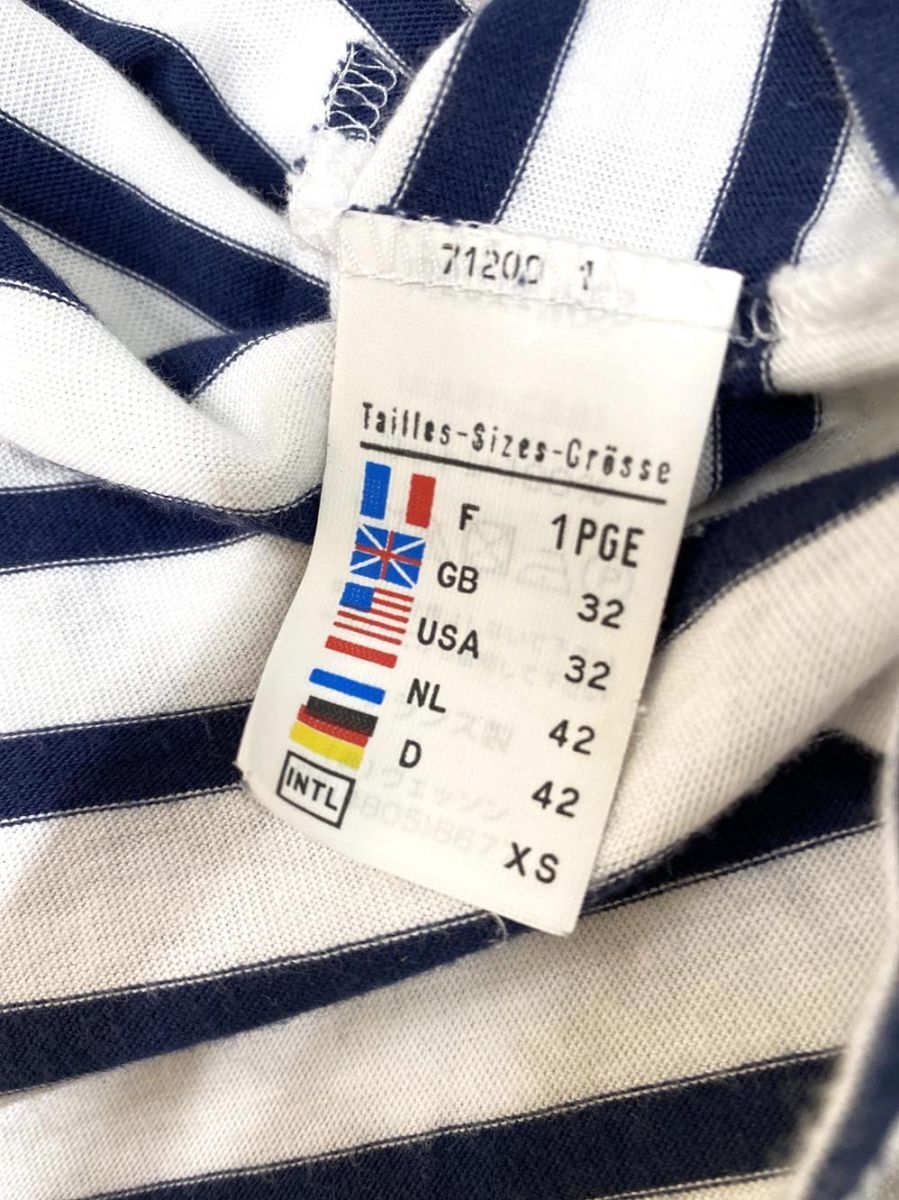 71200 1
Tailles-Sizes-Grösse
F 1PGE
GB 32
USA 32
NL 42
D 42
INTL XS